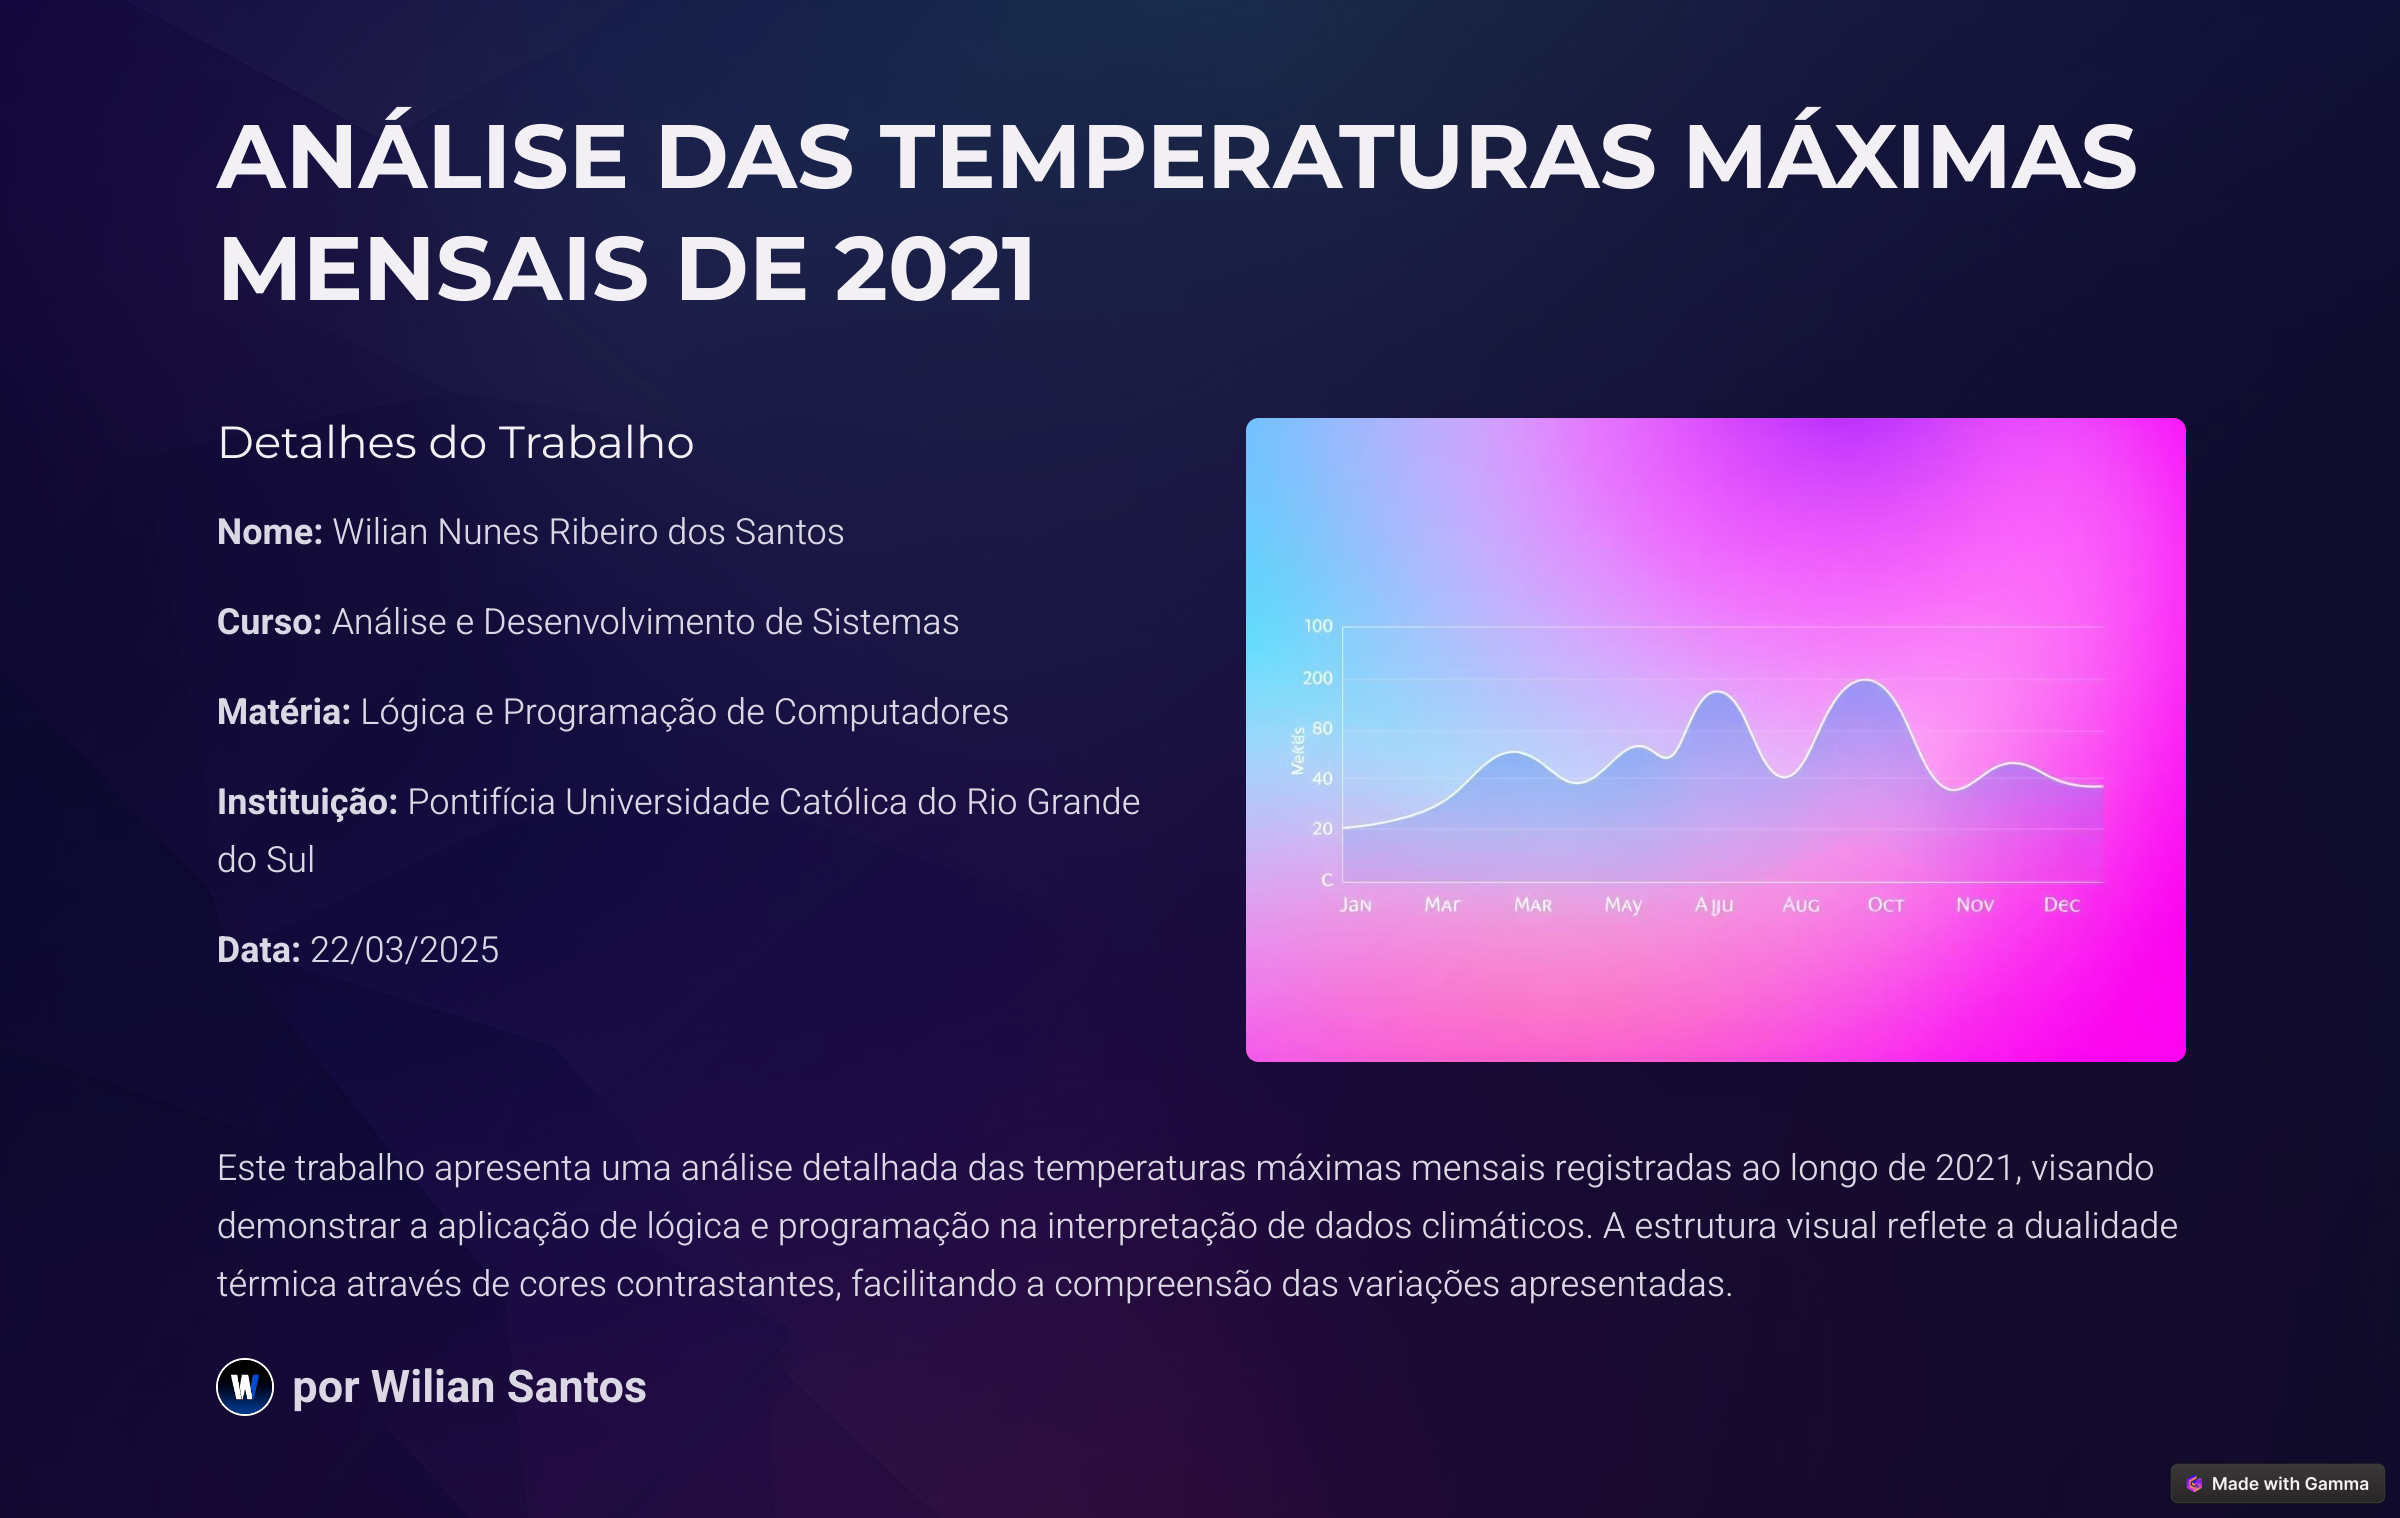 ANÁLISE DAS TEMPERATURAS MÁXIMAS
MENSAIS DE 2021
Detalhes do Trabalho
Nome: Wilian Nunes Ribeiro dos Santos
Curso: Análise e Desenvolvimento de Sistemas
Matéria: Lógica e Programação de Computadores
Instituição: Pontifícia Universidade Católica do Rio Grande
do Sul
Data: 22/03/2025
100
200
80
40
20
C
Jan Mar Mar May Aug Oct Nov Dec
Este trabalho apresenta uma análise detalhada das temperaturas máximas mensais registradas ao longo de 2021, visando
demonstrar a aplicação de lógica e programação na interpretação de dados climáticos. A estrutura visual reflete a dualidade
térmica através de cores contrastantes, facilitando a compreensão das variações apresentadas.
W por Wilian Santos
Made with Gamma